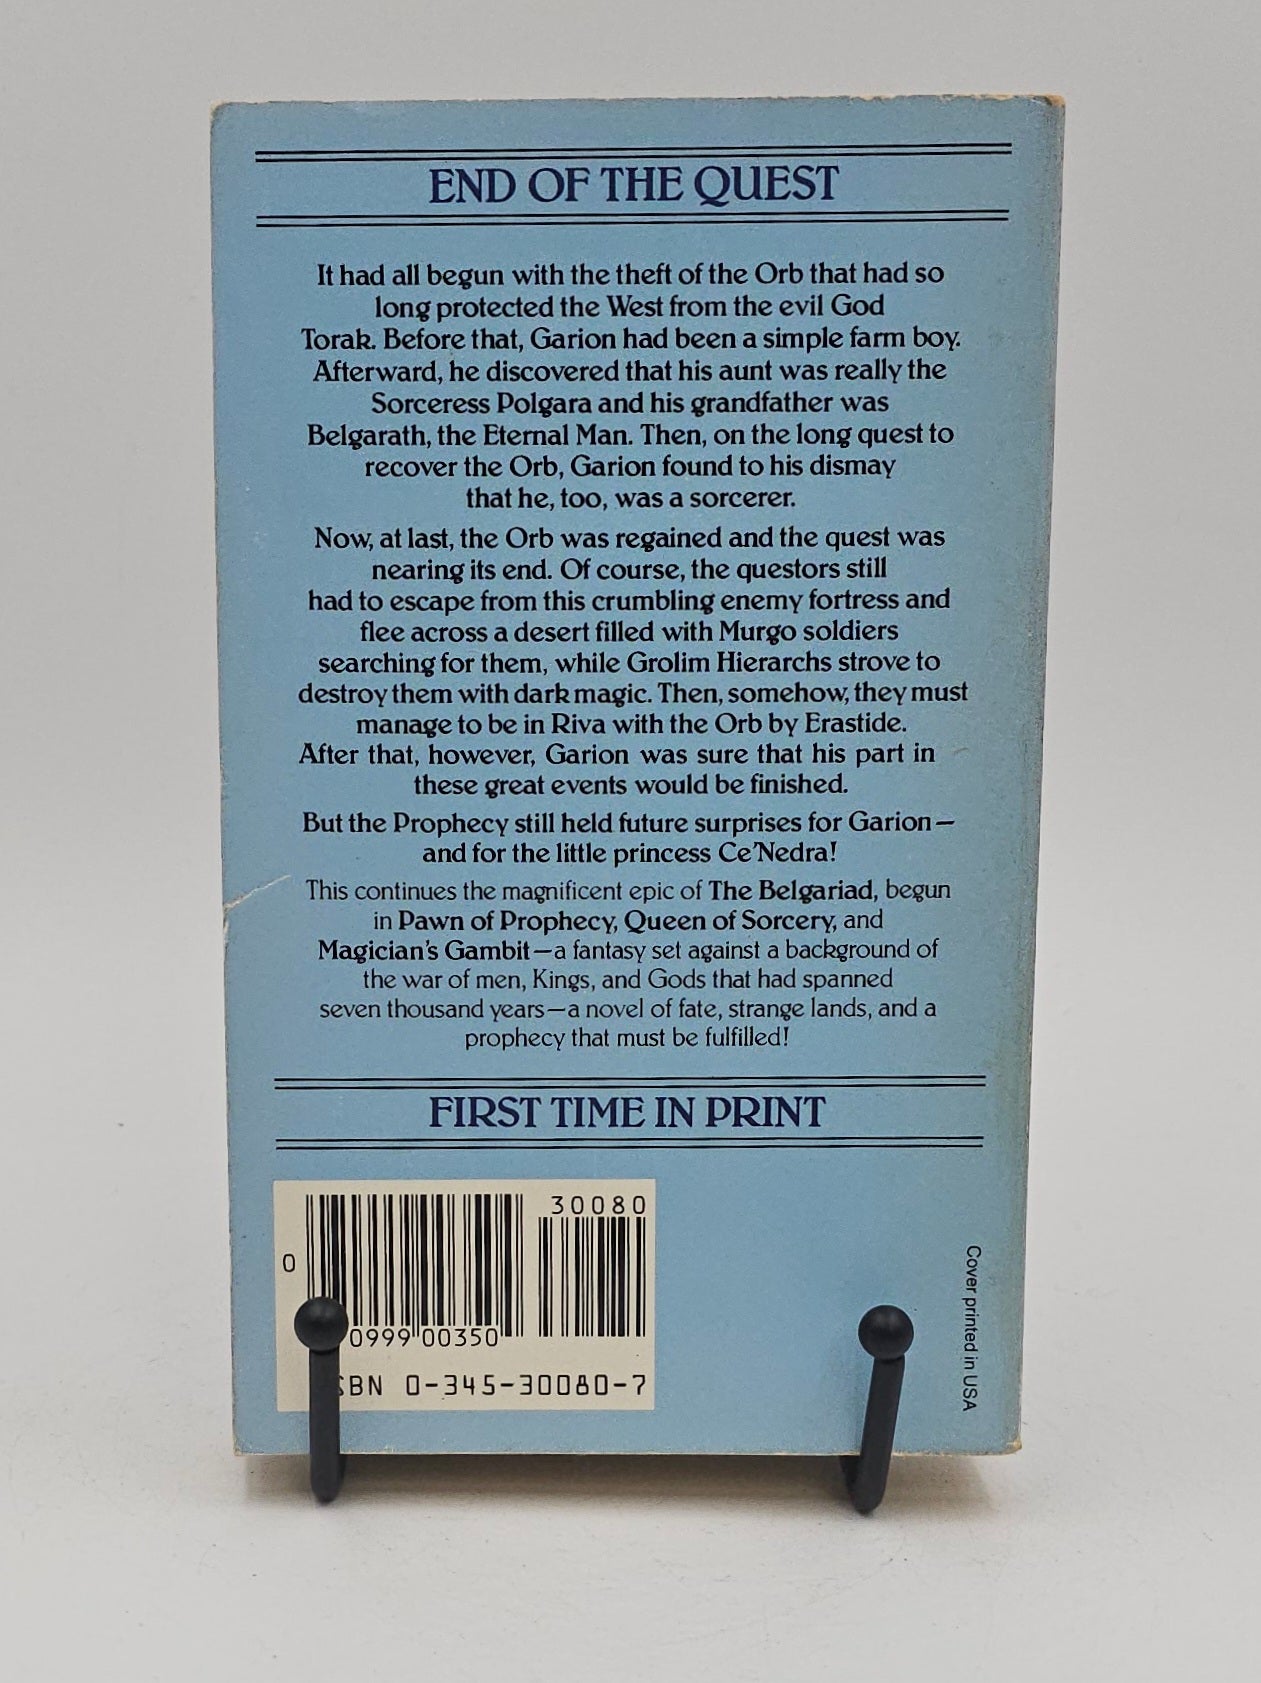 END OF THE QUEST
It had all begun with the theft of the Orb that had so
long protected the West from the evil God
Torak. Before that, Garion had been a simple farm boy.
Afterward, he discovered that his aunt was really the
Sorceress Polgara and his grandfather was
Belgarath, the Eternal Man. Then, on the long quest to
recover the Orb, Garion found to his dismay
that he, too, was a sorcerer.
Now, at last, the Orb was regained and the quest was
nearing its end. Of course, the questors still
had to escape from this crumbling enemy fortress and
flee across a desert filled with Murgo soldiers
searching for them, while Grolim Hierarchs strove to
destroy them with dark magic. Then, somehow, they must
manage to be in Riva with the Orb by Erastide.
After that, however, Garion was sure that his part in
these great events would be finished.
But the Prophecy still held future surprises for Garion—
and for the little princess Ce'Nedra!
This continues the magnificent epic of The Belgariad, begun
in Pawn of Prophecy, Queen of Sorcery, and
Magician's Gambit—a fantasy set against a background of
the war of men, Kings, and Gods that had spanned
seven thousand years—a novel of fate, strange lands, and a
prophecy that must be fulfilled!
FIRST TIME IN PRINT
30080
0
0999 00350
SBN 0-345-30080-7
Cover printed in USA